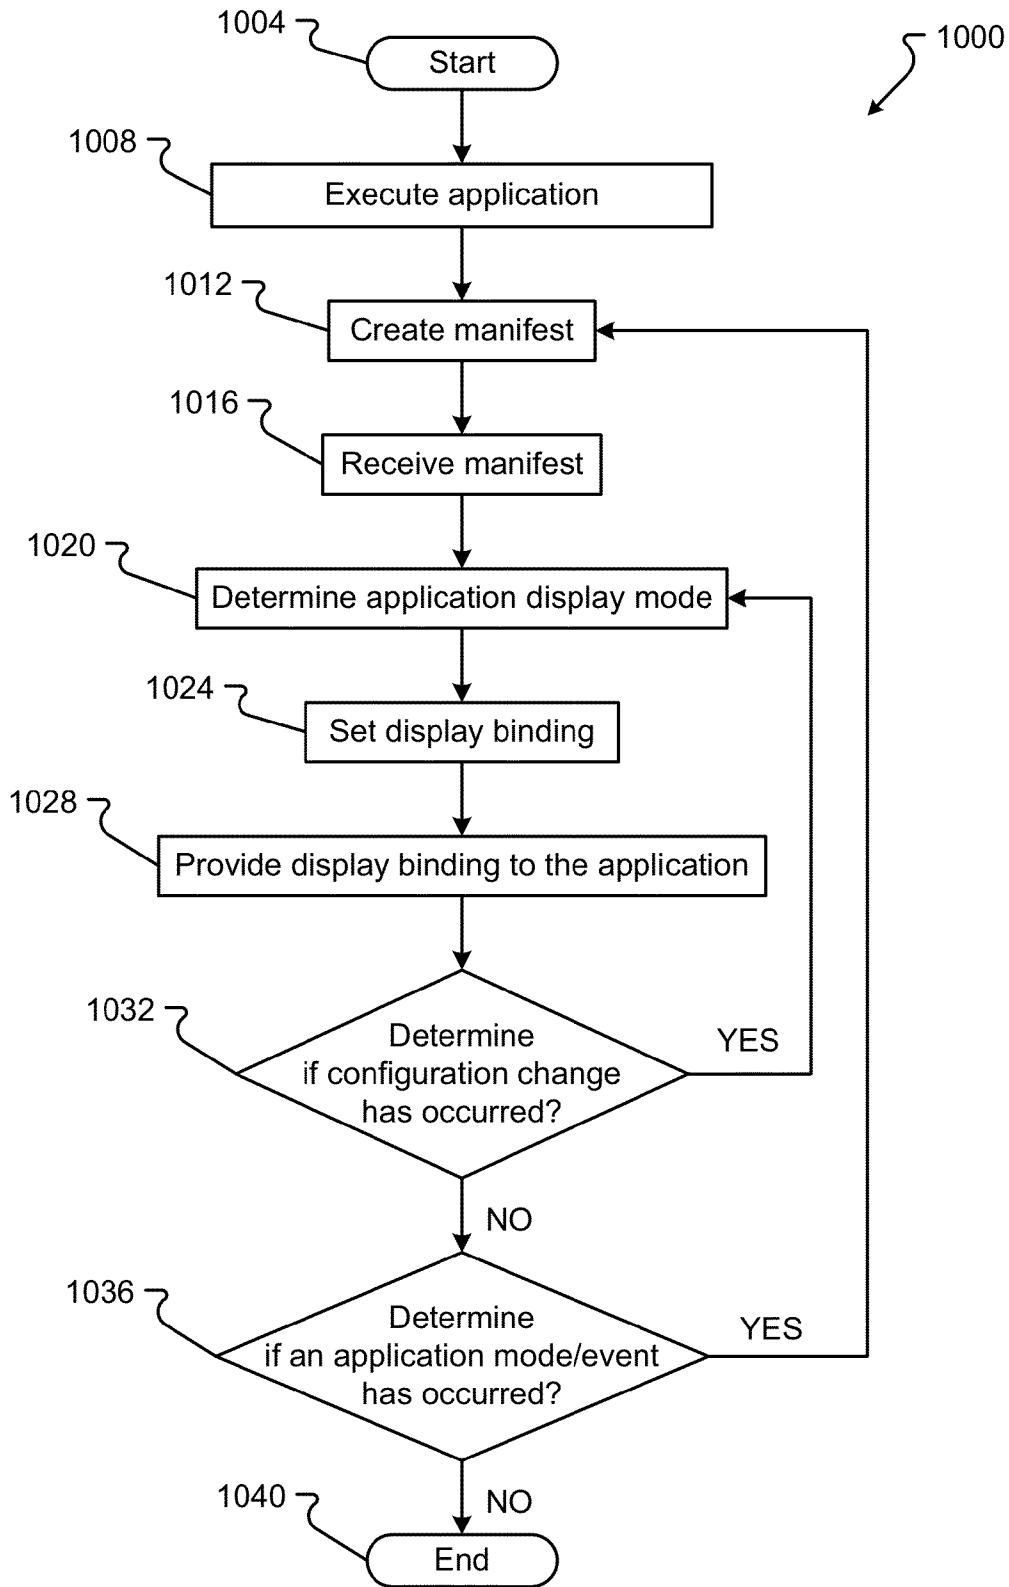 1004
Start
1000
1008
Execute application
1012
Create manifest
1016
Receive manifest
1020
Determine application display mode
1024
Set display binding
1028
Provide display binding to the application
1032
Determine
if configuration change
has occurred?
YES
NO
1036
Determine
if an application mode/event
has occurred?
YES
NO
1040
End